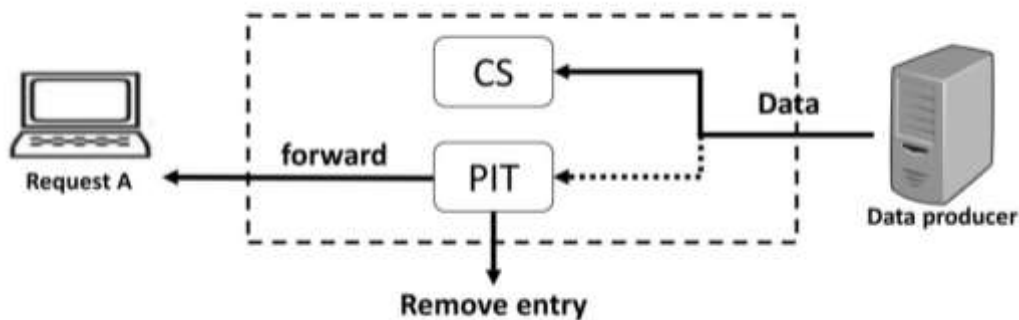 CS
Data
forward
PIT
Request A
Data producer
Remove entry